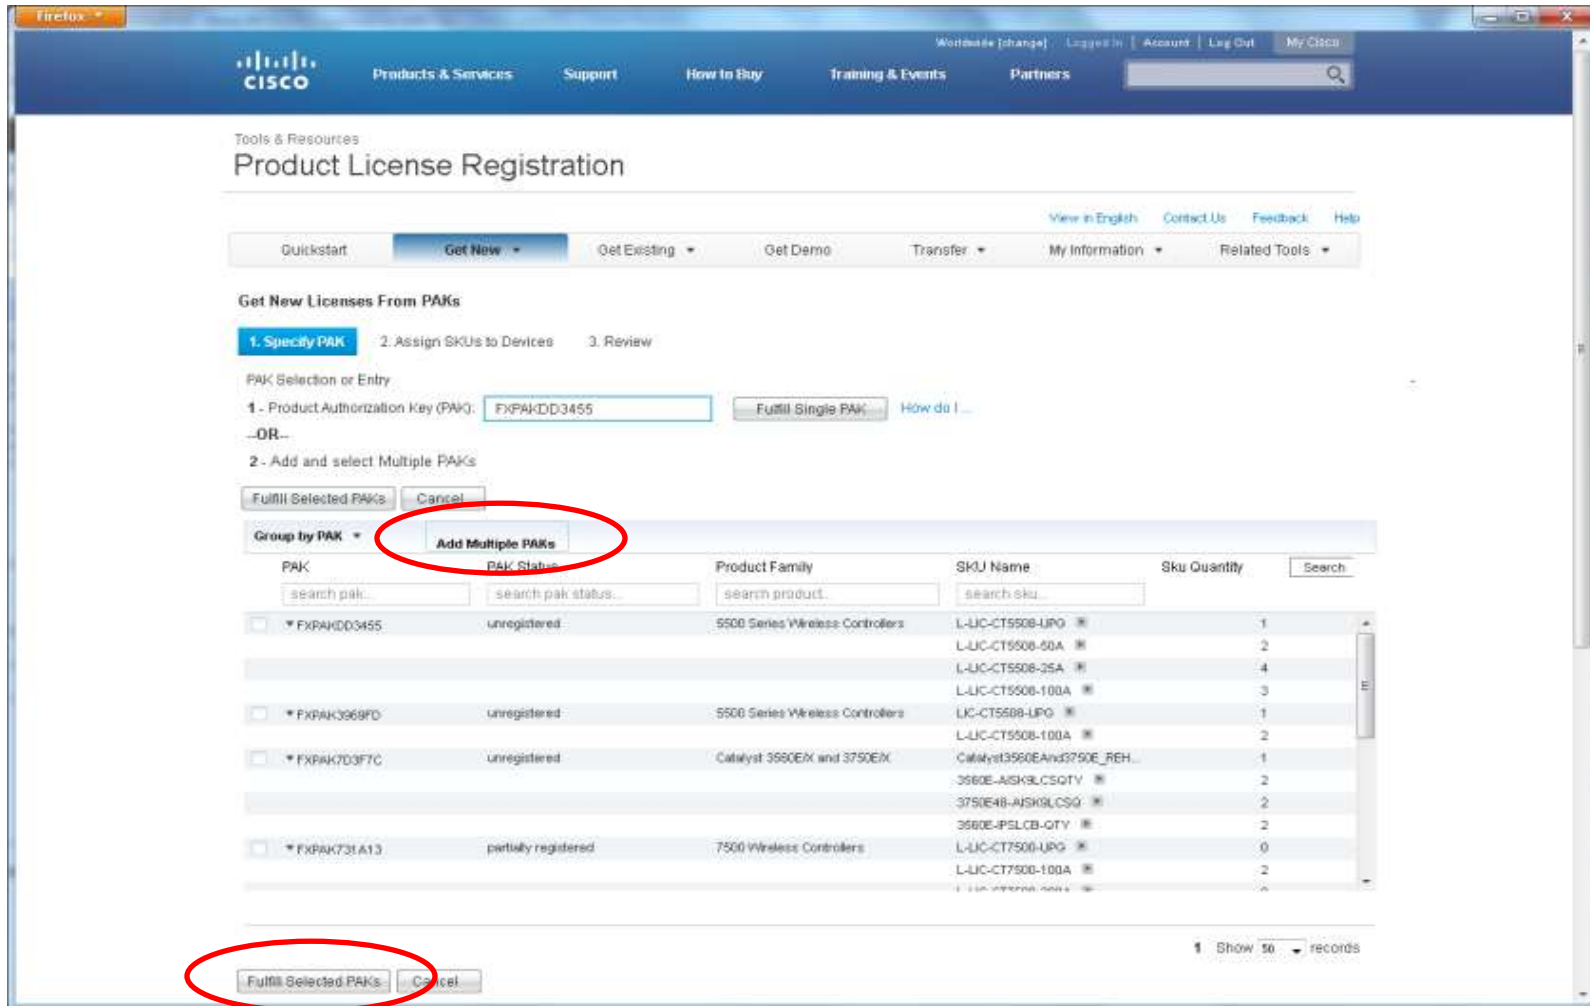 Firefox
Worldwide [change] Logged In | Account | Log Out My Cisco
CISCO Products & Services Support How to Buy Training & Events Partners
Tools & Resources
Product License Registration
View in English Contact Us Feedback Help
Quickstart Get New Get Existing Get Demo Transfer My Information Related Tools
Get New Licenses From PAKs
1. Specify PAK 2. Assign SKUs to Devices 3. Review
PAK Selection or Entry
1 - Product Authorization Key (PAK): FXPAKDD3455 Fulfill Single PAK How do I ...
--OR--
2 - Add and select Multiple PAKs
Fulfill Selected PAKs Cancel
Group by PAK Add Multiple PAKs
PAK PAK Status Product Family SKU Name Sku Quantity Search
search pak... search pak status... search product... search sku...
FXPAKDD3455 unregistered 5500 Series Wireless Controllers L-LIC-CT5508-UPG 1
L-LIC-CT5508-50A 2
L-LIC-CT5508-25A 4
L-LIC-CT5508-100A 3
FXPAK3969FD unregistered 5500 Series Wireless Controllers LIC-CT5508-UPG 1
L-LIC-CT5508-100A 2
FXPAK7D3F7C unregistered Catalyst 3560E/X and 3750E/X Catalyst3560EAnd3750E_REH... 1
3560E-AISK9LCSQTY 2
3750E48-AISK9LCSQ 2
3560E-IPSLCB-QTY 2
FXPAK731A13 partially registered 7500 Wireless Controllers L-LIC-CT7500-UPG 0
L-LIC-CT7500-100A 2
1 Show 50 records
Fulfill Selected PAKs Cancel